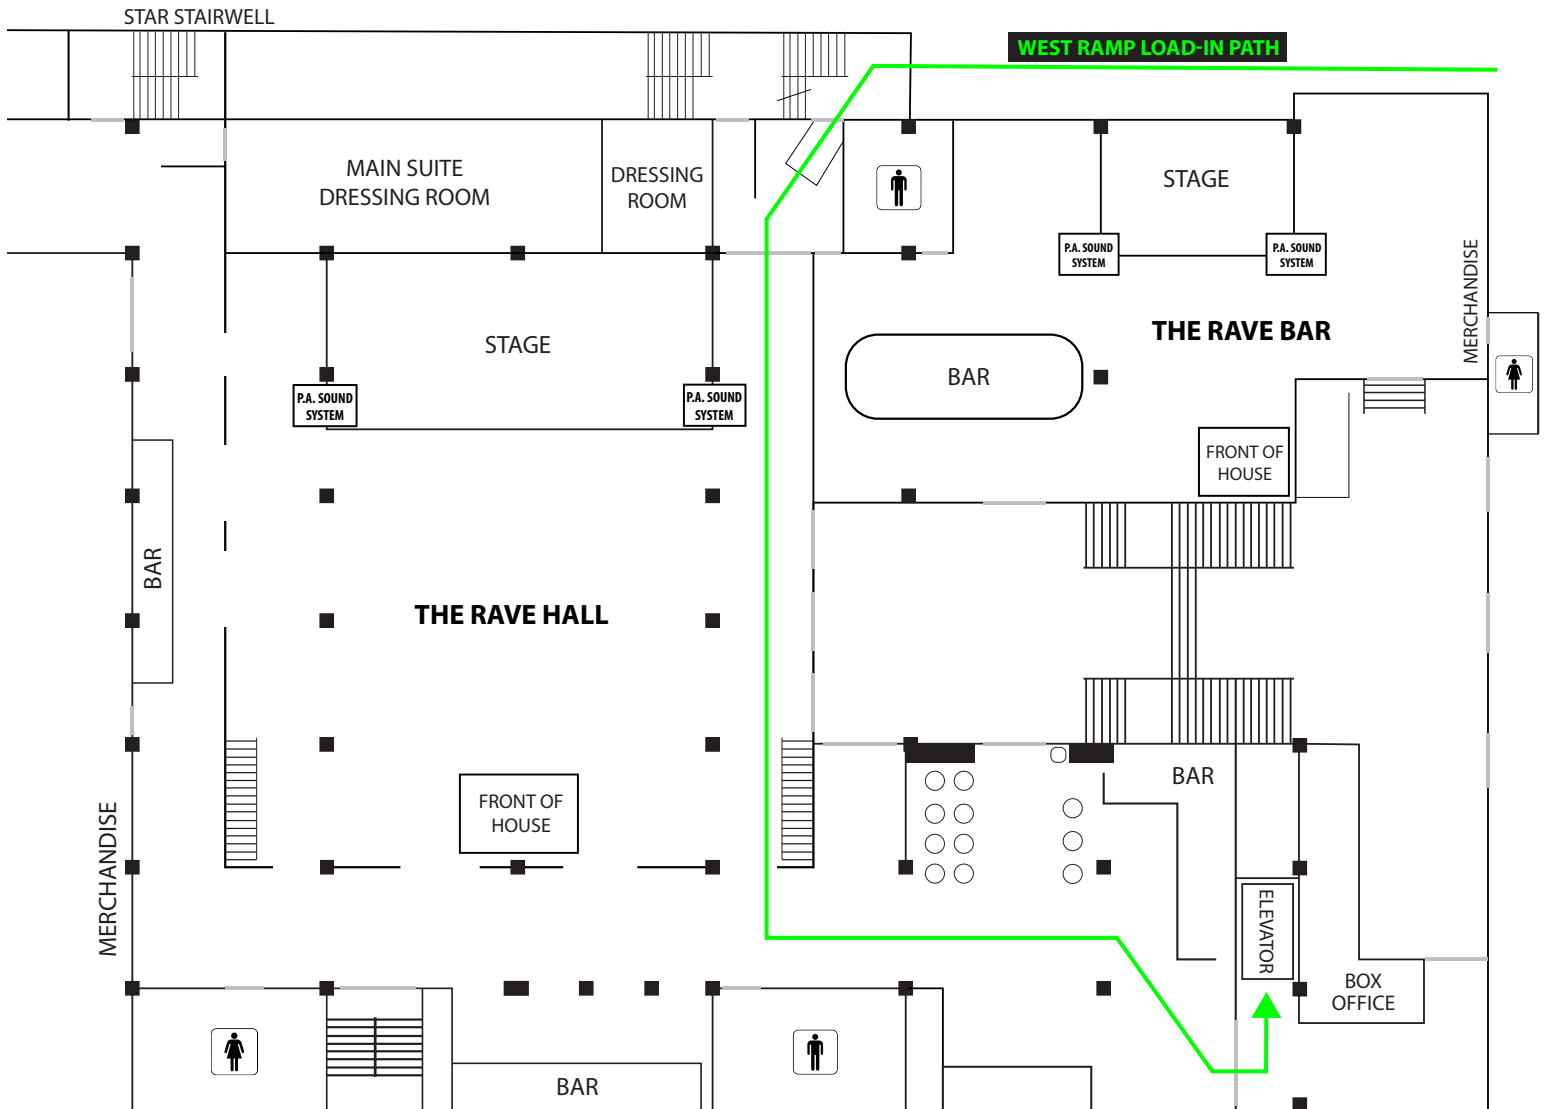 STAR STAIRWELL
WEST RAMP LOAD-IN PATH
MAIN SUITE
DRESSING ROOM
DRESSING
ROOM
STAGE
P.A. SOUND
SYSTEM
P.A. SOUND
SYSTEM
MERCHANDISE
THE RAVE BAR
STAGE
BAR
P.A. SOUND
SYSTEM
P.A. SOUND
SYSTEM
FRONT OF
HOUSE
BAR
THE RAVE HALL
BAR
FRONT OF
HOUSE
MERCHANDISE
ELEVATOR
BOX
OFFICE
BAR